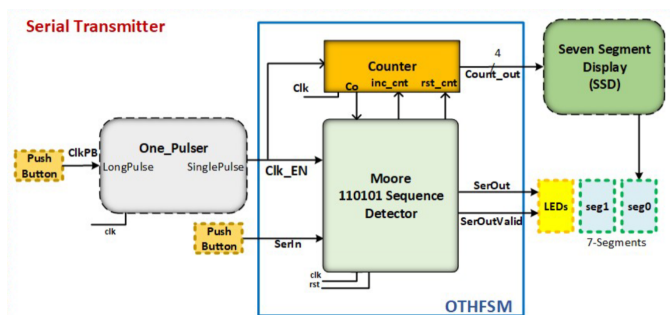 Serial Transmitter
Counter
Co inc_cnt rst_cnt
Clk
4
Count_out
Seven Segment
Display
(SSD)
One_Pulser
LongPulse SinglePulse
ClkPB
Push
Button
clk
Clk_EN
Moore
110101 Sequence
Detector
SerOut
SerOutValid
LEDs
seg1
seg0
7-Segments
Push
Button
SerIn
clk
rst
OTHFSM